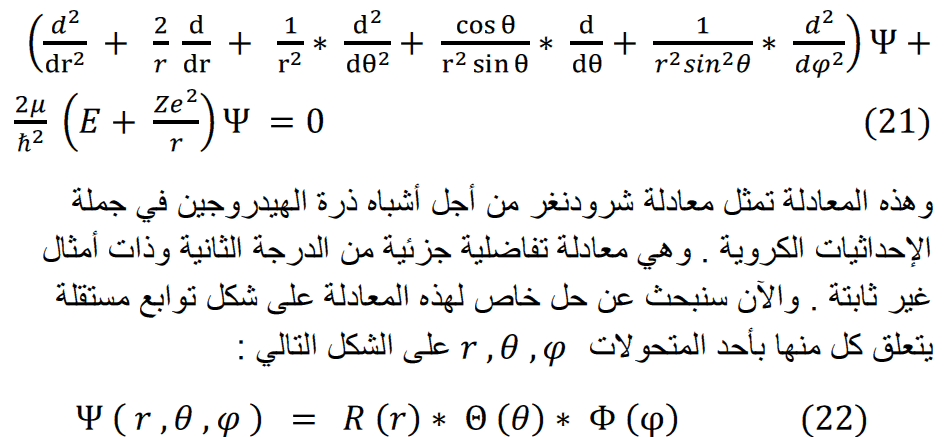 (d²/dr² + 2/r d/dr + 1/r² * d²/dθ² + cos θ/r² sin θ * d/dθ + 1/r²sin²θ * d²/dφ²) Ψ +
2μ/ħ² (E + Ze²/r) Ψ = 0 (21)
وهذه المعادلة تمثل معادلة شرودنغر من أجل أشباه ذرة الهيدروجين في جملة
الإحداثيات الكروية . وهي معادلة تفاضلية جزئية من الدرجة الثانية وذات أمثال
غير ثابتة . والآن سنبحث عن حل خاص لهذه المعادلة على شكل توابع مستقلة
يتعلق كل منها بأحد المتحولات r , θ , φ على الشكل التالي :
Ψ ( r , θ , φ ) = R (r) * Θ (θ) * Φ (φ) (22)